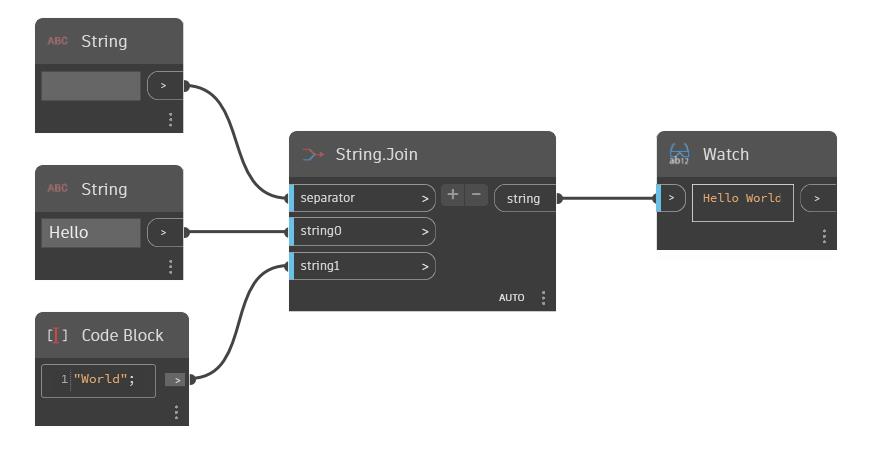 ABC String
>
ABC String
Hello >
[I] Code Block
1 "World"; >
String.Join
separator > + - string
string0 >
string1 >
AUTO
ab12 Watch
> Hello World >